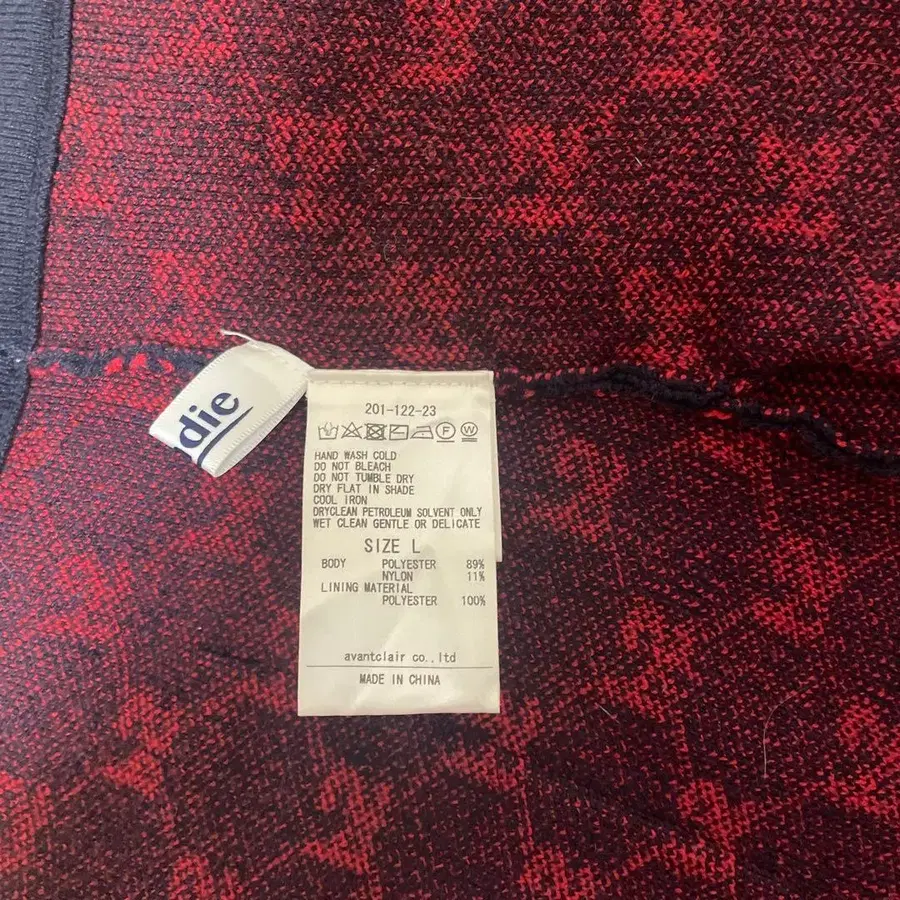 die
201-122-23
F W
HAND WASH COLD
DO NOT BLEACH
DO NOT TUMBLE DRY
DRY FLAT IN SHADE
COOL IRON
DRYCLEAN PETROLEUM SOLVENT ONLY
WET CLEAN GENTLE OR DELICATE
SIZE L
BODY POLYESTER 89%
NYLON 11%
LINING MATERIAL
POLYESTER 100%
avantclair co.,ltd
MADE IN CHINA